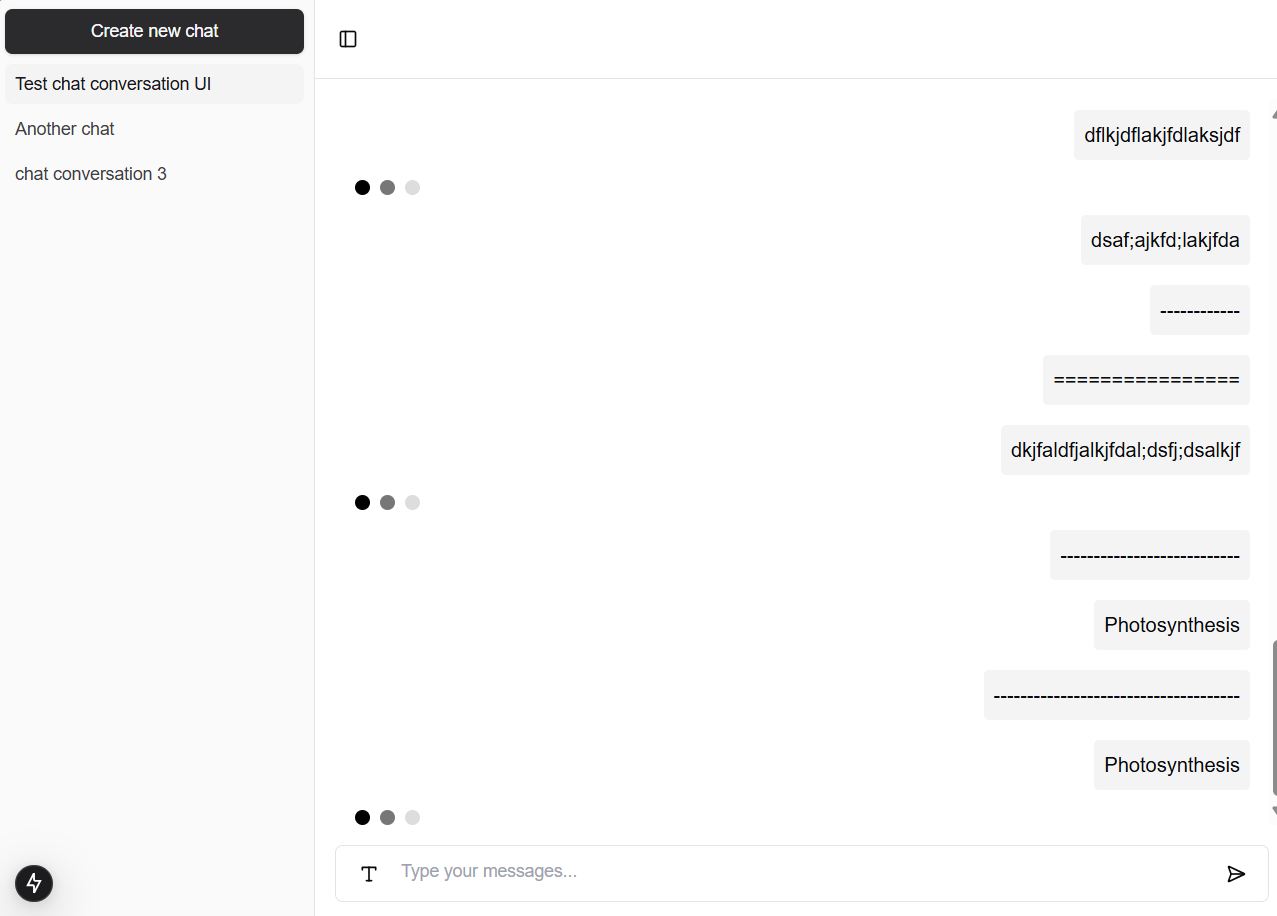 Create new chat
Test chat conversation UI
Another chat
chat conversation 3
dflkjdflakjfdlaksjdf
dsaf;ajkfd;lakjfda
------------
================
dkjfaldfjalkjfdal;dsfj;dsalkjf
---------------------------
Photosynthesis
-------------------------------------
Photosynthesis
T
Type your messages...